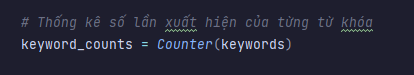 # Thống kê số lần xuất hiện của từng từ khóa
keyword_counts = Counter(keywords)